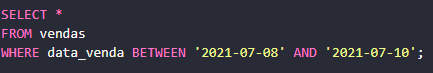 SELECT *
FROM vendas
WHERE data_venda BETWEEN '2021-07-08' AND '2021-07-10';